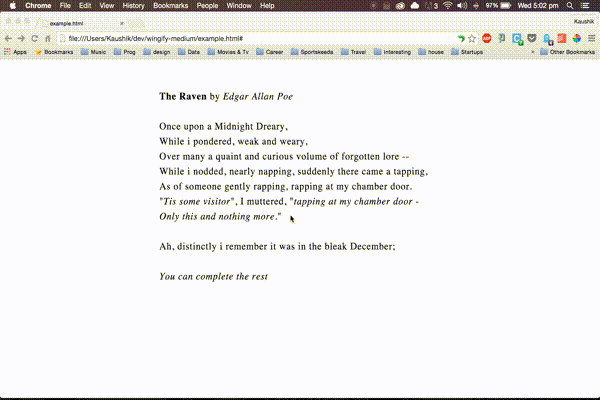 Chrome File Edit View History Bookmarks People Window Help 3 97% Wed 5:02 pm
example.html Kaushik
file:///Users/Kaushik/dev/wingify-medium/example.html#
Apps Bookmarks Music Prog design Data Movies & Tv Career Sportskeeda Travel interesting house Startups » Other Bookmarks
The Raven by Edgar Allan Poe
Once upon a Midnight Dreary,
While i pondered, weak and weary,
Over many a quaint and curious volume of forgotten lore --
While i nodded, nearly napping, suddenly there came a tapping,
As of someone gently rapping, rapping at my chamber door.
"Tis some visitor", I muttered, "tapping at my chamber door -
Only this and nothing more."
Ah, distinctly i remember it was in the bleak December;
You can complete the rest